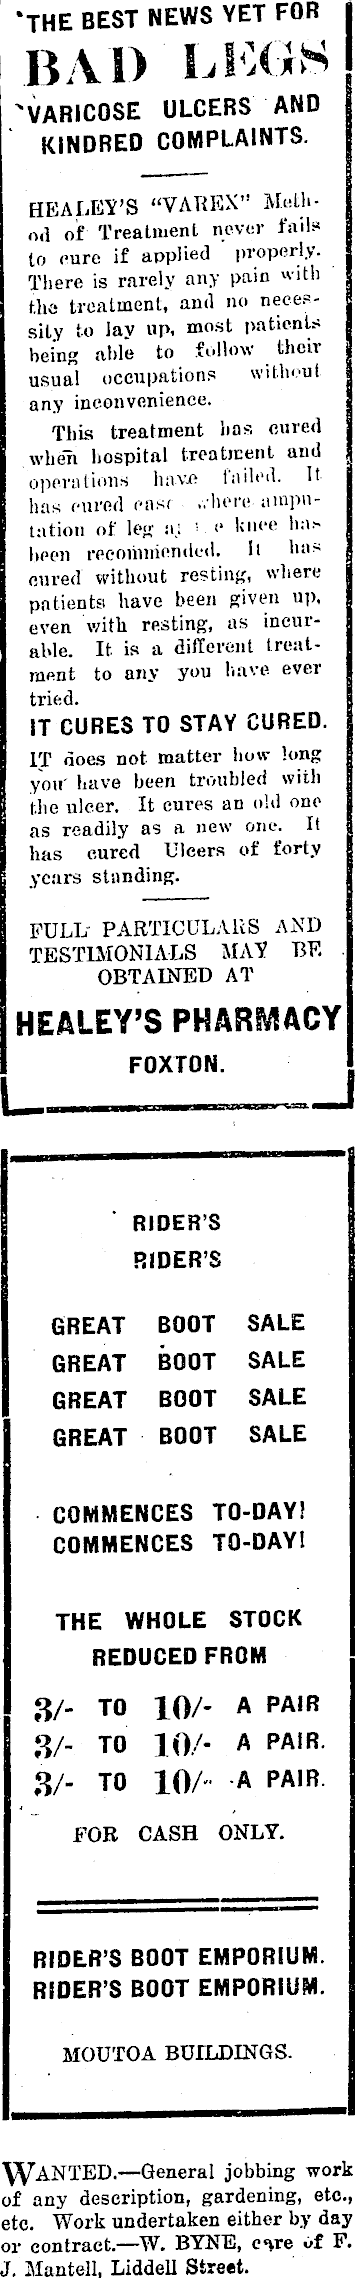 THE BEST NEWS YET FOR
BAD LEGS
VARICOSE ULCERS AND
KINDRED COMPLAINTS.
HEALEY'S "VAREX" Meth-
od of Treatment never fails
to cure if applied properly.
There is rarely any pain with
the treatment, and no neces-
sity to lay up, most patients
being able to follow their
usual occupations without
any inconvenience.
This treatment has cured
when hospital treatment and
operations have failed. It
has cured where ampu-
tation of leg knee has
been recommended. It has
cured without resting, where
patients have been given up,
even with resting, as incur-
able. It is a different treat-
ment to any you have ever
tried.
IT CURES TO STAY CURED.
IT does not matter how long
you have been troubled with
the ulcer. It cures an old one
as readily as a new one. It
has cured Ulcers of forty
years standing.
FULL PARTICULARS AND
TESTIMONIALS MAY BE
OBTAINED AT
HEALEY'S PHARMACY
FOXTON.
RIDER'S
RIDER'S
GREAT BOOT SALE
GREAT BOOT SALE
GREAT BOOT SALE
GREAT BOOT SALE
COMMENCES TO-DAY!
COMMENCES TO-DAY!
THE WHOLE STOCK
REDUCED FROM
3/- TO 10/- A PAIR
3/- TO 10/- A PAIR.
3/- TO 10/- A PAIR.
FOR CASH ONLY.
RIDER'S BOOT EMPORIUM.
RIDER'S BOOT EMPORIUM.
MOUTOA BUILDINGS.
WANTED.—General jobbing work
of any description, gardening, etc.,
etc. Work undertaken either by day
or contract.—W. BYNE, care of F.
J. Mantell, Liddell Street.